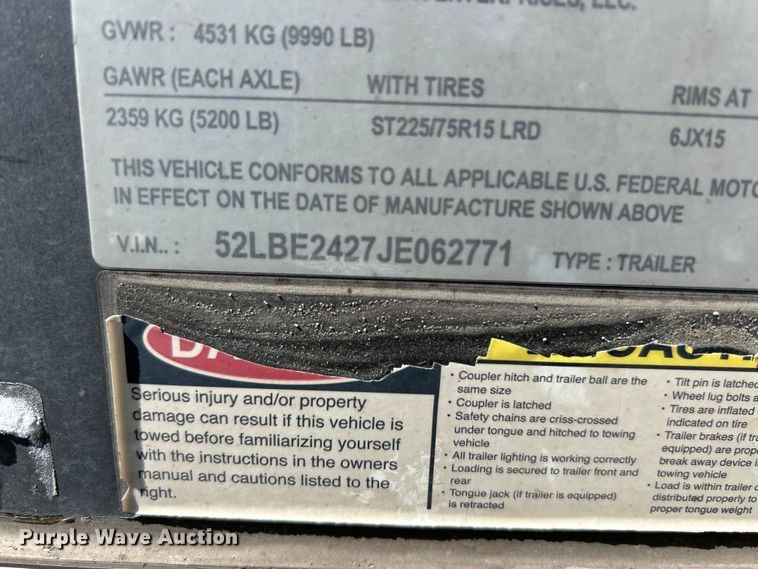 ENTERPRISES, LLC.
GVWR : 4531 KG (9990 LB)
GAWR (EACH AXLE) WITH TIRES RIMS AT
2359 KG (5200 LB) ST225/75R15 LRD 6JX15
THIS VEHICLE CONFORMS TO ALL APPLICABLE U.S. FEDERAL MOTO
IN EFFECT ON THE DATE OF MANUFACTURE SHOWN ABOVE
V.I.N.. : 52LBE2427JE062771 TYPE : TRAILER
Serious injury and/or property
damage can result if this vehicle is
towed before familiarizing yourself
with the instructions in the owners
manual and cautions listed to the
right.
• Coupler hitch and trailer ball are the
same size
• Coupler is latched
• Safety chains are criss-crossed
under tongue and hitched to towing
vehicle
• All trailer lighting is working correctly
• Loading is secured to trailer front and
rear
• Tongue jack (if trailer is equipped)
is retracted
• Tilt pin is latched
• Wheel lug bolts a
• Tires are inflated
indicated on tire
• Trailer brakes (if tra
equipped) are prop
break away device i
towing vehicle
• Load is within trailer c
distributed properly to
proper tongue weight
Purple Wave Auction